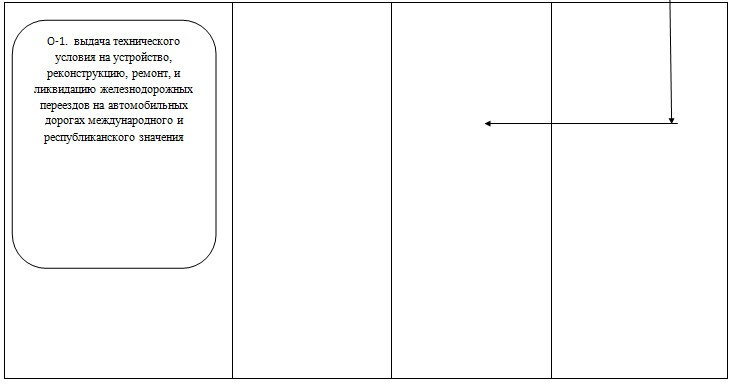 О-1. выдача технического
условия на устройство,
реконструкцию, ремонт, и
ликвидацию железнодорожных
переездов на автомобильных
дорогах международного и
республиканского значения